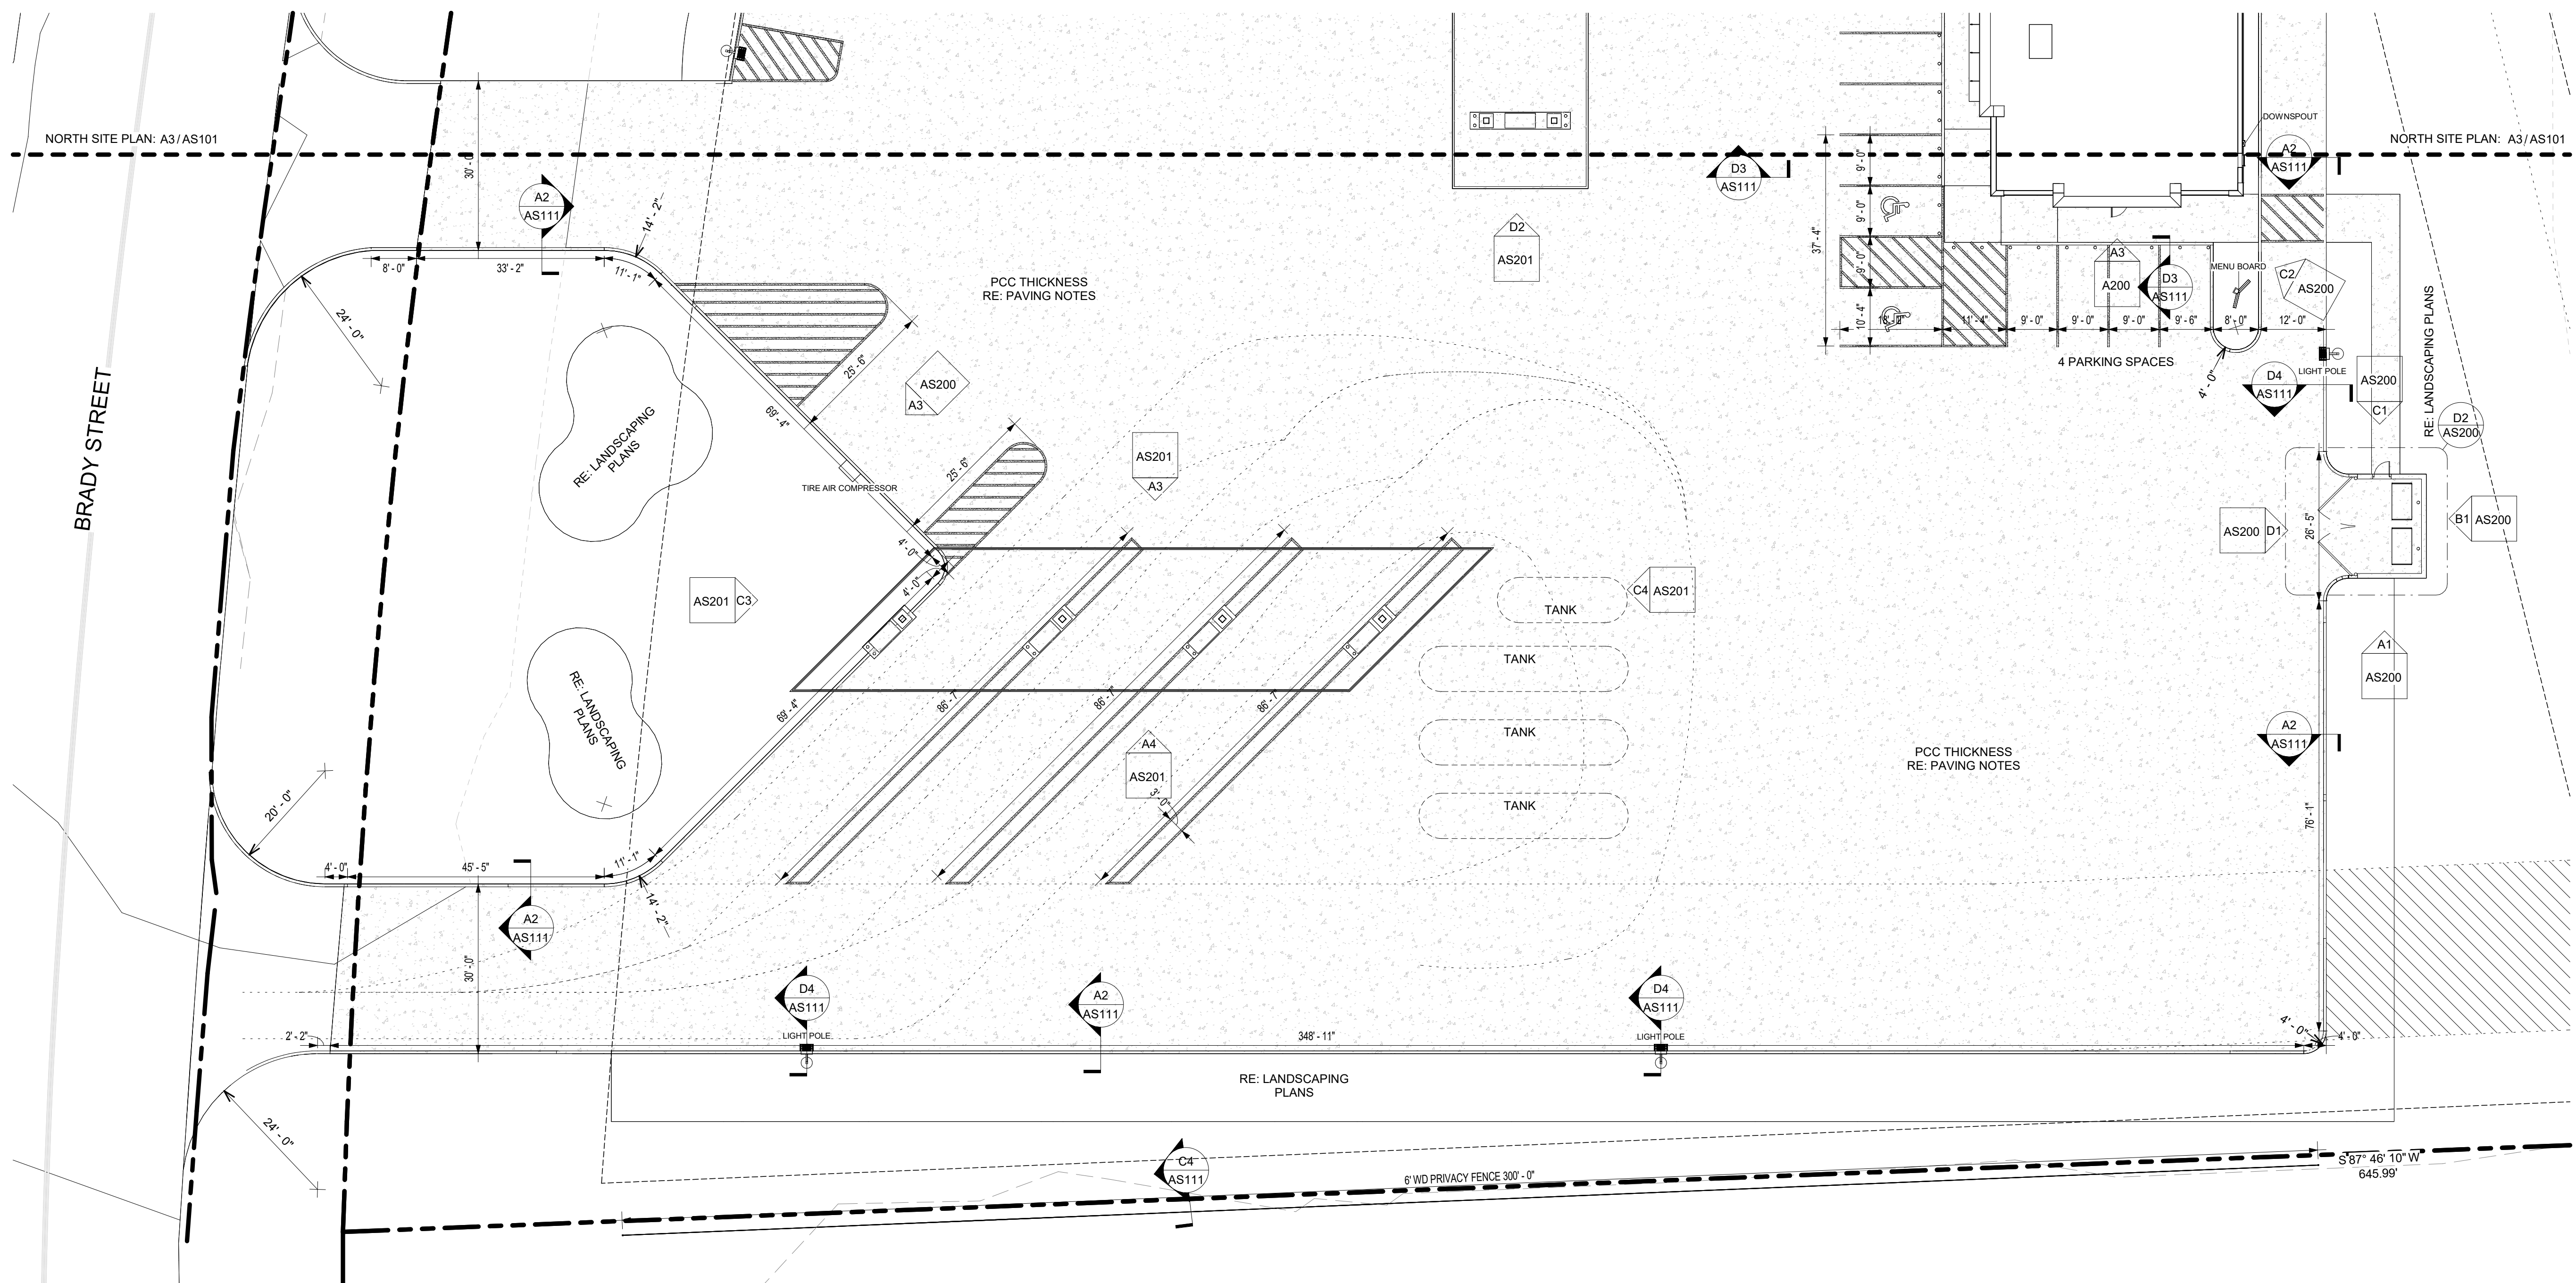 NORTH SITE PLAN: A3 / AS101
NORTH SITE PLAN: A3 / AS101
DOWNSPOUT
A2
AS111
D3
AS111
30' - 0"
9' - 0"
9' - 0"
9' - 0"
10' - 4"
37' - 4"
A2
AS111
14' - 2"
8' - 0"
33' - 2"
11' - 1"
24' - 0"
D2
AS201
PCC THICKNESS
RE: PAVING NOTES
A3
A200
D3
AS111
MENU BOARD
C2
AS200
18' - 0"
11' - 4"
9' - 0"
9' - 0"
9' - 0"
9' - 6"
8' - 0"
12' - 0"
4 PARKING SPACES
4' - 0"
LIGHT POLE
D4
AS111
AS200
C1
RE: LANDSCAPING PLANS
D2
AS200
BRADY STREET
RE: LANDSCAPING
PLANS
25' - 6"
AS200
A3
69' - 4"
TIRE AIR COMPRESSOR
25' - 6"
AS201
A3
4' - 0"
4' - 0"
AS201
C3
AS200
D1
26' - 5"
B1
AS200
C4
AS201
TANK
TANK
TANK
TANK
A1
AS200
RE: LANDSCAPING
PLANS
69' - 4"
86' - 7"
86' - 7"
86' - 7"
A4
AS201
3' - 0"
A2
AS111
PCC THICKNESS
RE: PAVING NOTES
76' - 1"
20' - 0"
4' - 0"
45' - 5"
11' - 1"
14' - 2"
A2
AS111
30' - 0"
D4
AS111
LIGHT POLE
A2
AS111
D4
AS111
LIGHT POLE
2' - 2"
348' - 11"
4' - 0"
4' - 0"
RE: LANDSCAPING
PLANS
24' - 0"
C4
AS111
6' WD PRIVACY FENCE 300' - 0"
S 87° 46' 10" W
645.99'